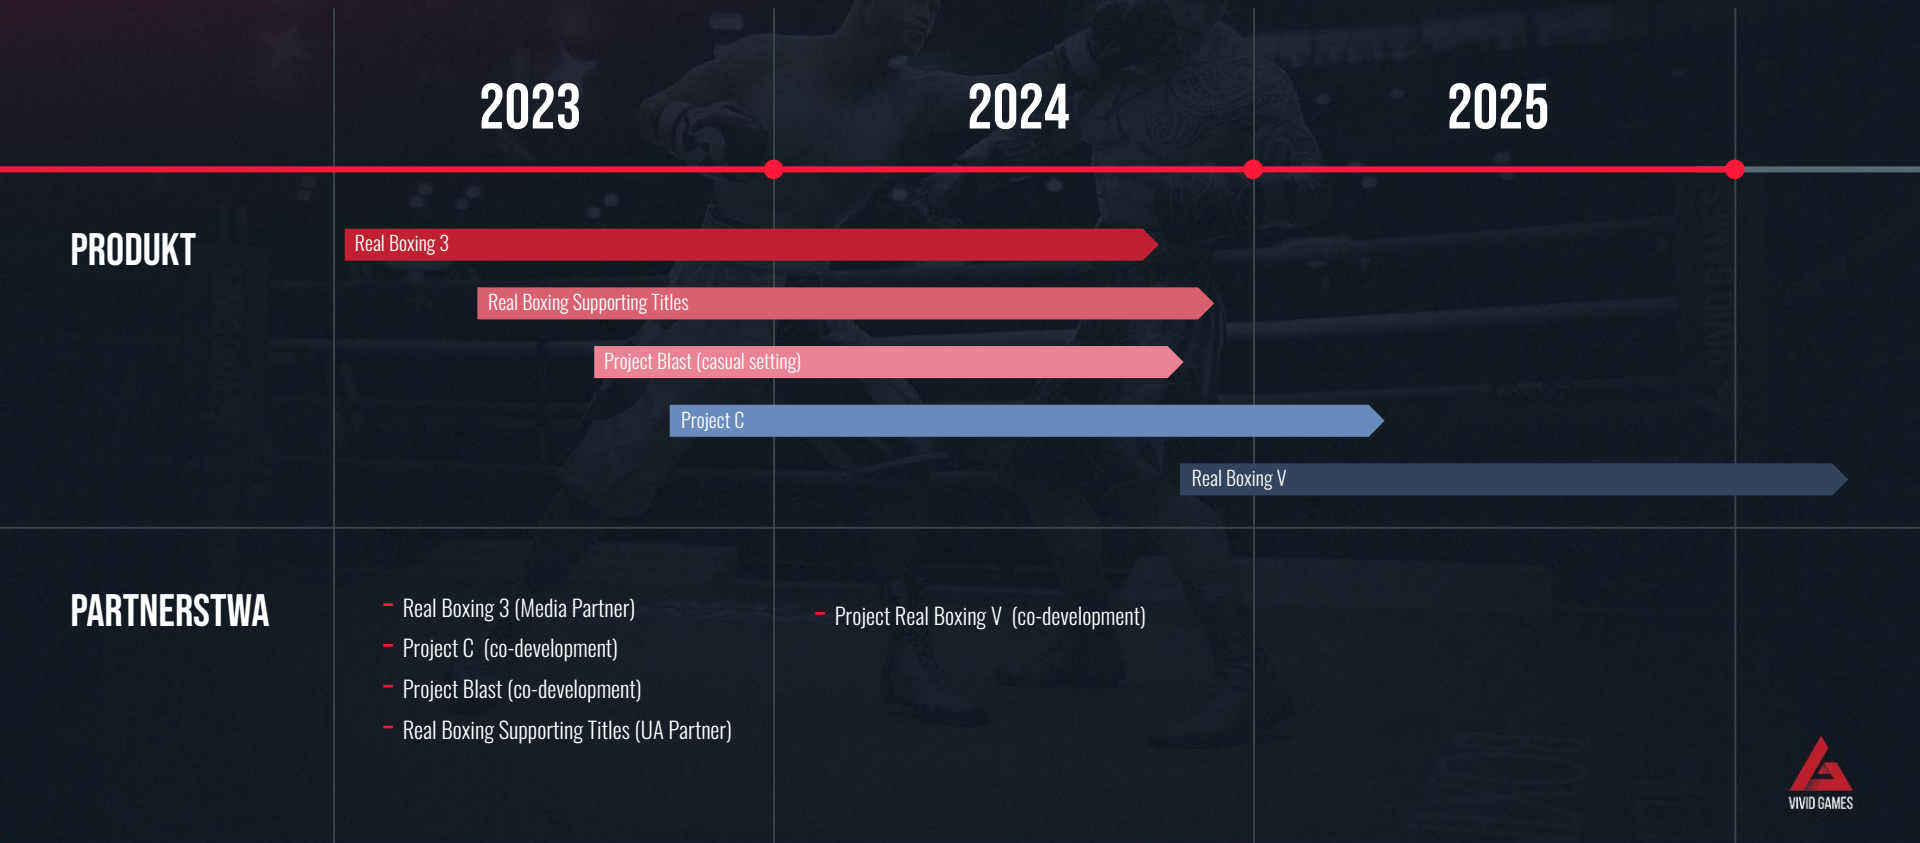 2023
2024
2025
PRODUKT
Real Boxing 3
Real Boxing Supporting Titles
Project Blast (casual setting)
Project C
Real Boxing V
PARTNERSTWA
Real Boxing 3 (Media Partner)
Project C (co-development)
Project Blast (co-development)
Real Boxing Supporting Titles (UA Partner)
Project Real Boxing V (co-development)
VIVID GAMES